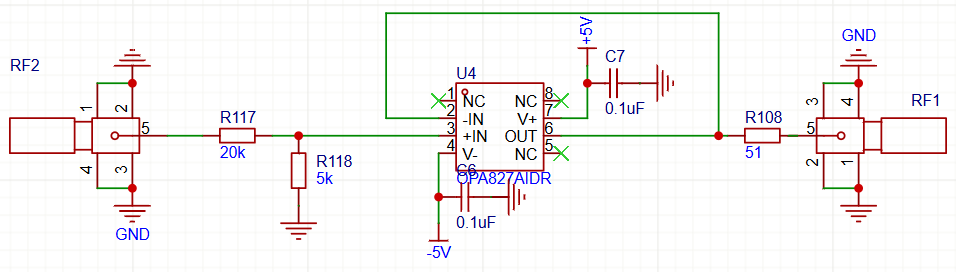 RF2
1
2
5
4
3
GND
R117
20k
R118
5k
U4
1
NC
2
-IN
3
+IN
4
V-
NC
8
V+
7
OUT
6
NC
5
OPA827AIDR
C6
0.1uF
-5V
+5V
C7
0.1uF
R108
51
GND
3
4
5
2
1
RF1